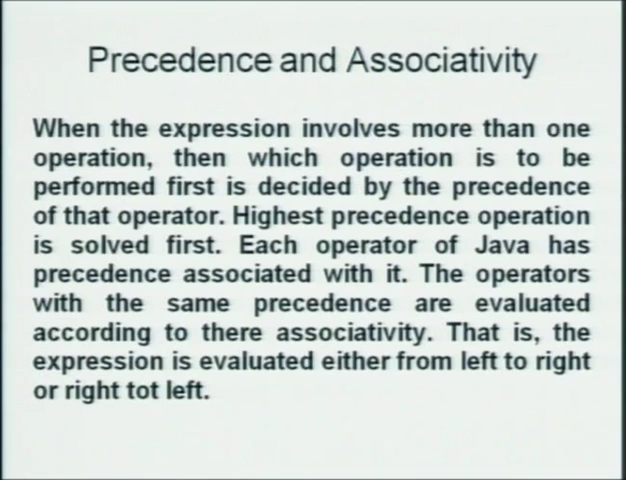 Precedence and Associativity
When the expression involves more than one
operation, then which operation is to be
performed first is decided by the precedence
of that operator. Highest precedence operation
is solved first. Each operator of Java has
precedence associated with it. The operators
with the same precedence are evaluated
according to there associativity. That is, the
expression is evaluated either from left to right
or right tot left.